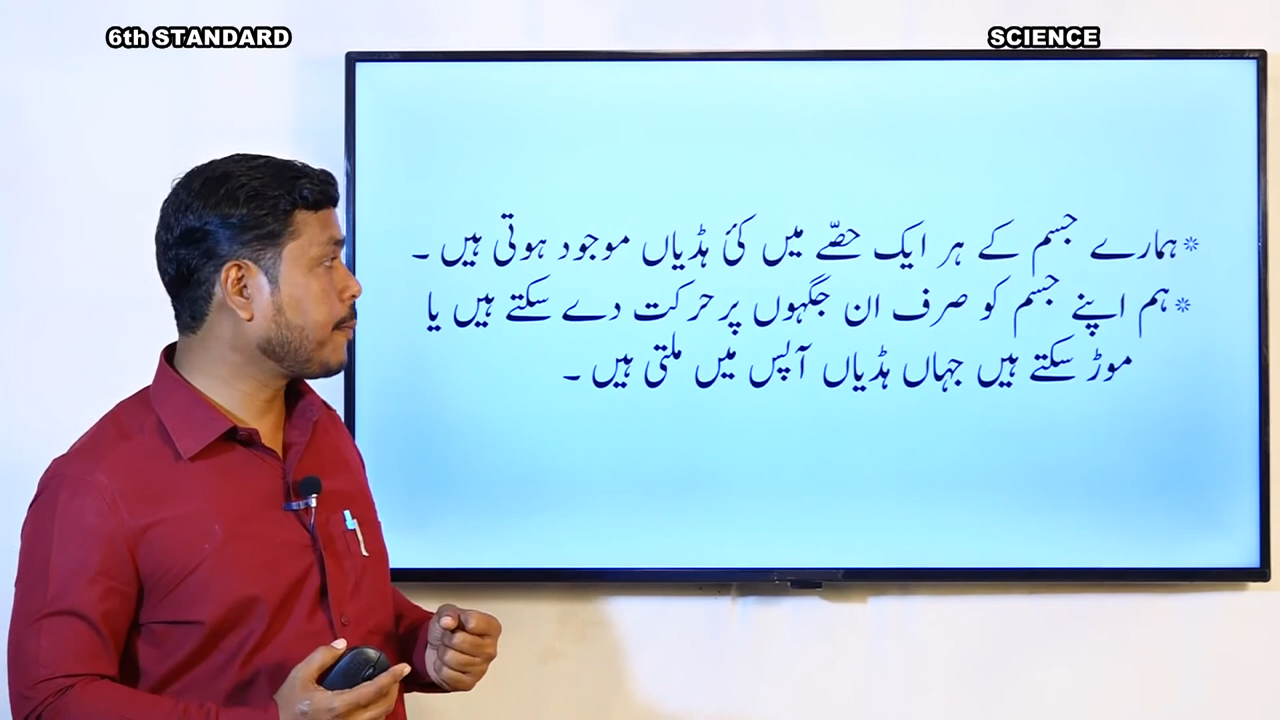 6th STANDARD
SCIENCE
* ہمارے جسم کے ہر ایک حصّے میں کئ ہڈیاں موجود ہوتی ہیں ۔
* ہم اپنے جسم کو صرف ان جگہوں پر حرکت دے سکتے ہیں یا
موڑ سکتے ہیں جہاں ہڈیاں آپس میں ملتی ہیں ۔